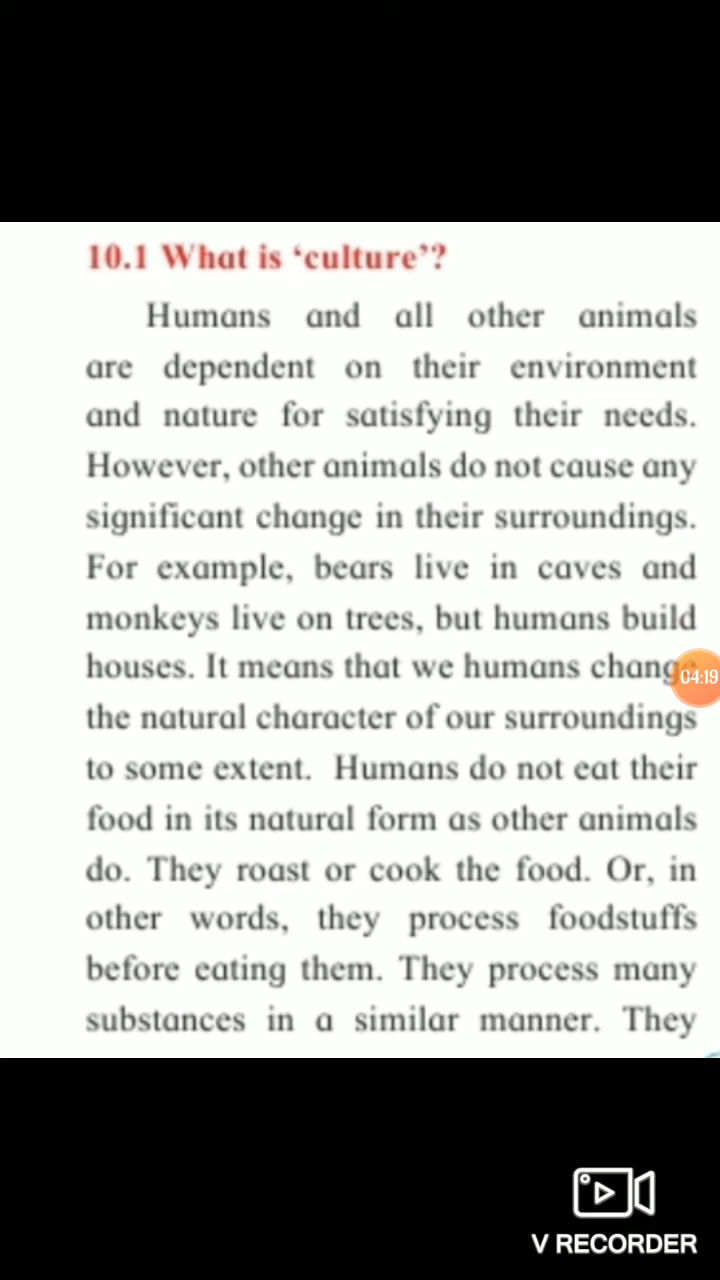 10.1 What is ‘culture’?
Humans and all other animals
are dependent on their environment
and nature for satisfying their needs.
However, other animals do not cause any
significant change in their surroundings.
For example, bears live in caves and
monkeys live on trees, but humans build
houses. It means that we humans change
04:19
the natural character of our surroundings
to some extent. Humans do not eat their
food in its natural form as other animals
do. They roast or cook the food. Or, in
other words, they process foodstuffs
before eating them. They process many
substances in a similar manner. They
V RECORDER